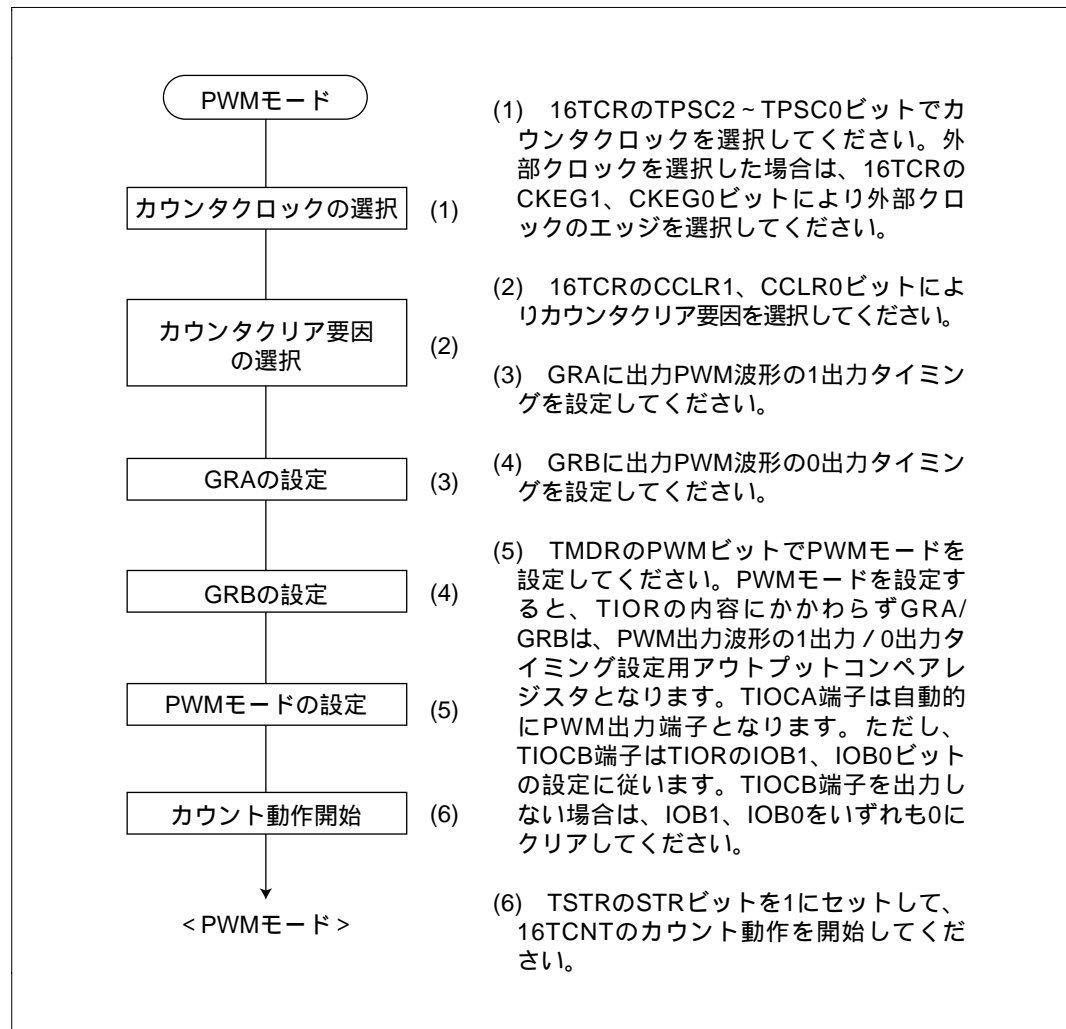 PWMモード
カウンタクロックの選択 (1)
カウンタクリア要因
の選択 (2)
GRAの設定 (3)
GRBの設定 (4)
PWMモードの設定 (5)
カウント動作開始 (6)
＜PWMモード＞
(1) 16TCRのTPSC2～TPSC0ビットでカ
ウンタクロックを選択してください。外
部クロックを選択した場合は、16TCRの
CKEG1、CKEG0ビットにより外部クロ
ックのエッジを選択してください。
(2) 16TCRのCCLR1、CCLR0ビットによ
りカウンタクリア要因を選択してください。
(3) GRAに出力PWM波形の1出力タイミン
グを設定してください。
(4) GRBに出力PWM波形の0出力タイミン
グを設定してください。
(5) TMDRのPWMビットでPWMモードを
設定してください。PWMモードを設定す
ると、TIORの内容にかかわらずGRA/
GRBは、PWM出力波形の1出力／0出力タ
イミング設定用アウトプットコンペアレ
ジスタとなります。TIOCA端子は自動的
にPWM出力端子となります。ただし、
TIOCB端子はTIORのIOB1、IOB0ビット
の設定に従います。TIOCB端子を出力し
ない場合は、IOB1、IOB0をいずれも0に
クリアしてください。
(6) TSTRのSTRビットを1にセットして、
16TCNTのカウント動作を開始してくだ
さい。